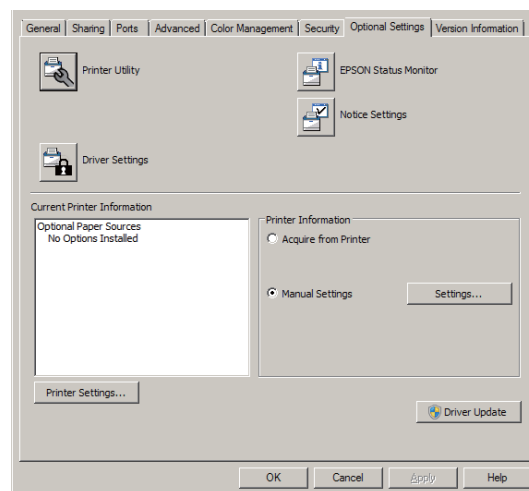 General Sharing Ports Advanced Color Management Security Optional Settings Version Information
Printer Utility
EPSON Status Monitor
Notice Settings
Driver Settings
Current Printer Information
Optional Paper Sources
No Options Installed
Printer Information
Acquire from Printer
Manual Settings
Settings...
Printer Settings...
Driver Update
OK Cancel Apply Help